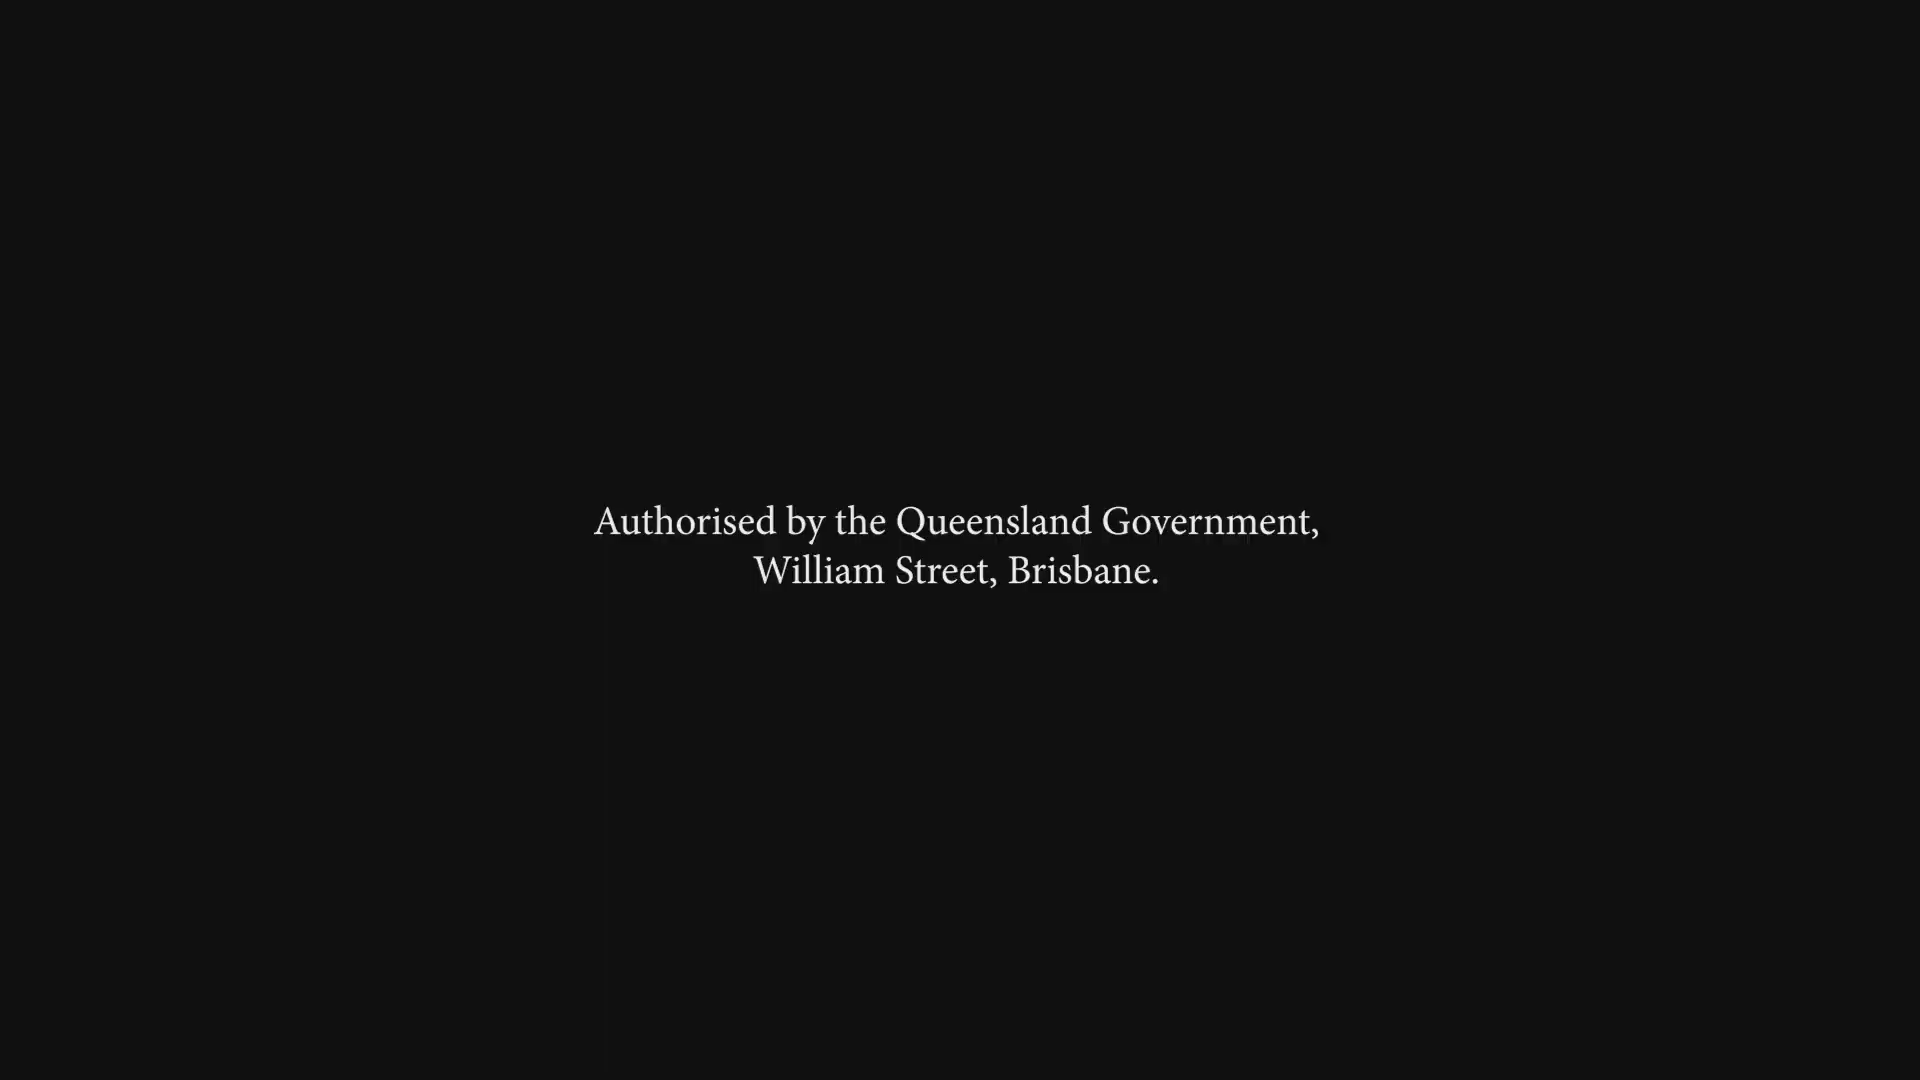 Authorised by the Queensland Government,
William Street, Brisbane.